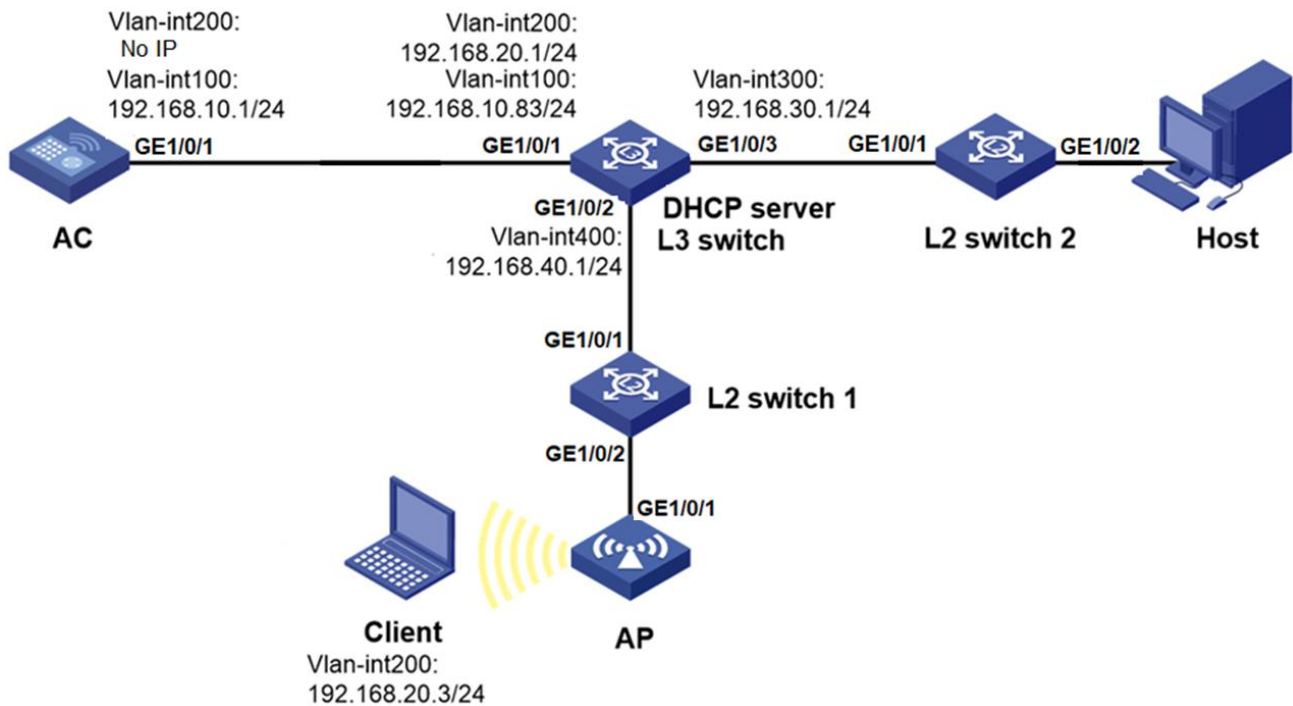 Vlan-int200:
No IP
Vlan-int100:
192.168.10.1/24
GE1/0/1
AC
Vlan-int200:
192.168.20.1/24
Vlan-int100:
192.168.10.83/24
GE1/0/1
L3
Vlan-int300:
192.168.30.1/24
GE1/0/3
GE1/0/1
L2
GE1/0/2
GE1/0/2
Vlan-int400:
192.168.40.1/24
DHCP server
L3 switch
L2 switch 2
Host
GE1/0/1
L2
L2 switch 1
GE1/0/2
GE1/0/1
Client
Vlan-int200:
192.168.20.3/24
AP